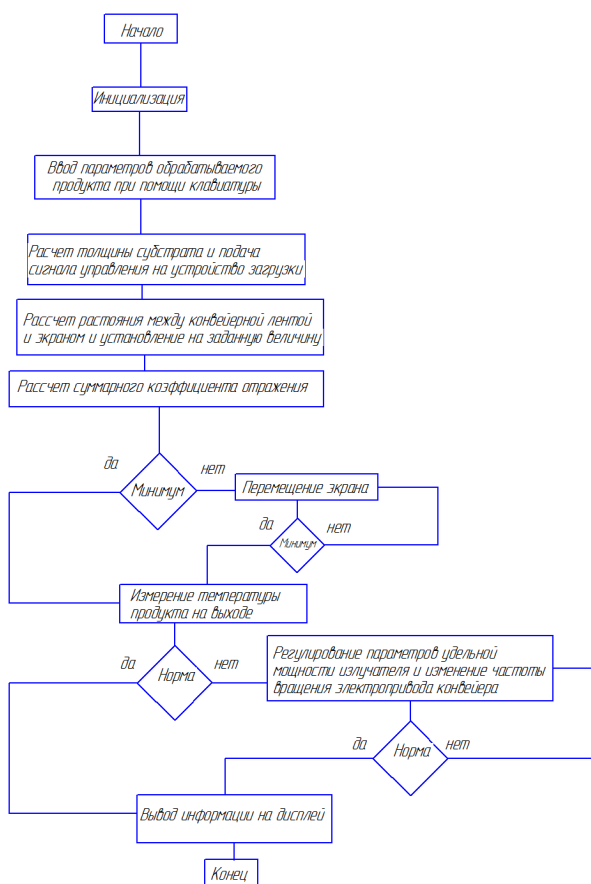 Начало
Инициализация
Ввод параметров обрабатываемого
продукта при помощи клавиатуры
Расчет толщины субстрата и подача
сигнала управления на устройство загрузки
Рассчет растояния между конвейерной лентой
и экраном и установление на заданную величину
Рассчет суммарного коэффициента отражения
да
нет
Минимум
Перемещение экрана
да
нет
Минимум
Измерение температуры
продукта на выходе
да
нет
Норма
Регулирование параметров удельной
мощности излучателя и изменение частоты
вращения электропривода конвейера
да
Норма
нет
Вывод информации на дисплей
Конец